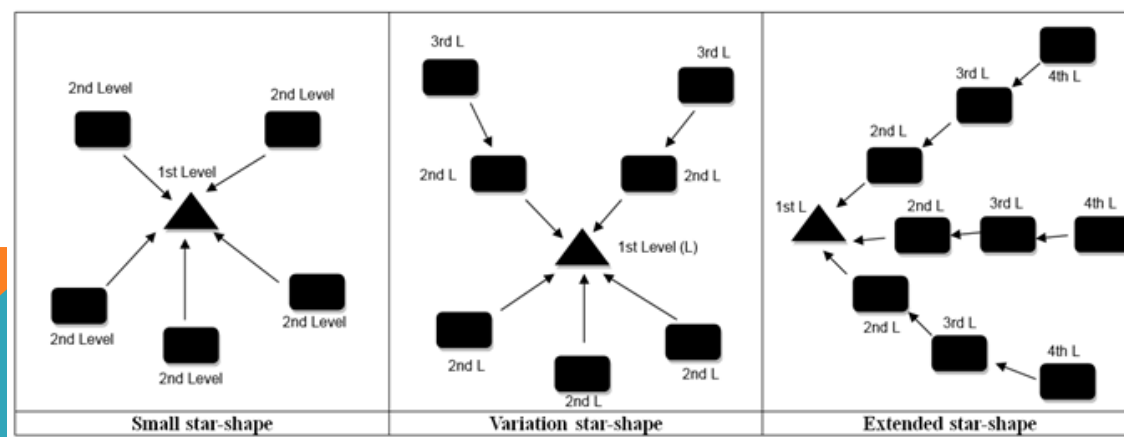 2nd Level
2nd Level
1st Level
2nd Level
2nd Level
2nd Level
Small star-shape
3rd L
3rd L
2nd L
2nd L
1st Level (L)
2nd L
2nd L
2nd L
Variation star-shape
4th L
3rd L
2nd L
1st L
2nd L
3rd L
4th L
2nd L
3rd L
4th L
Extended star-shape